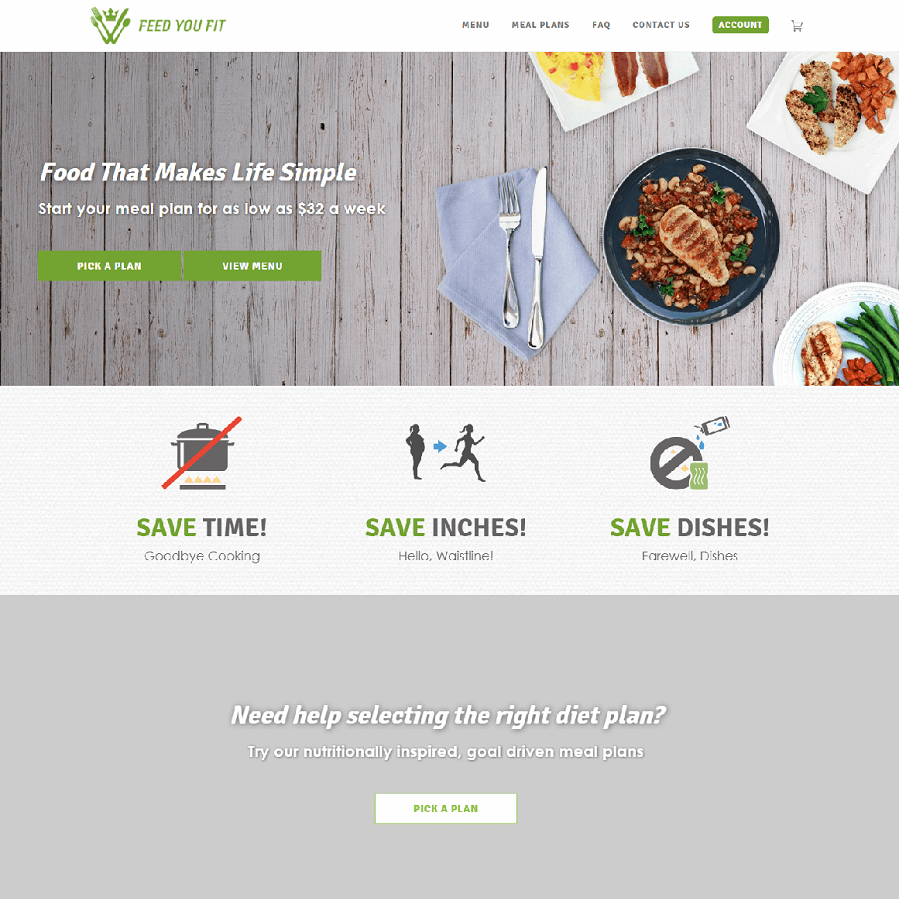 FEED YOU FIT
MENU
MEAL PLANS
FAQ
CONTACT US
ACCOUNT
Food That Makes Life Simple
Start your meal plan for as low as $32 a week
PICK A PLAN
VIEW MENU
SAVE TIME!
Goodbye Cooking
SAVE INCHES!
Hello, Waistline!
SAVE DISHES!
Farewell, Dishes
Need help selecting the right diet plan?
Try our nutritionally inspired, goal driven meal plans
PICK A PLAN